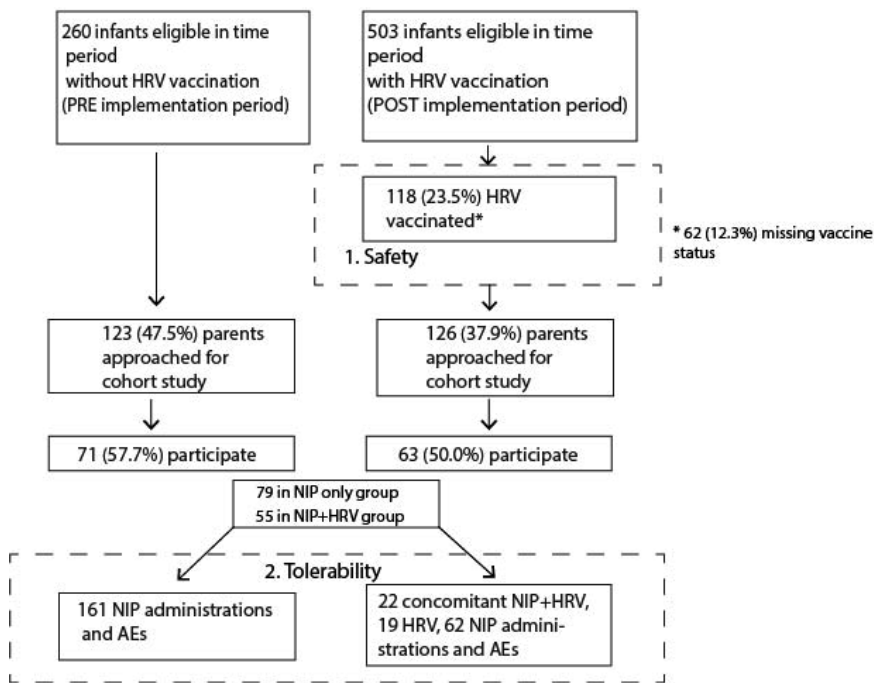 260 infants eligible in time
period
without HRV vaccination
(PRE implementation period)
503 infants eligible in time
period
with HRV vaccination
(POST implementation period)
118 (23.5%) HRV
vaccinated*
1. Safety
* 62 (12.3%) missing vaccine
status
123 (47.5%) parents
approached for
cohort study
126 (37.9%) parents
approached for
cohort study
71 (57.7%) participate
63 (50.0%) participate
79 in NIP only group
55 in NIP+HRV group
2. Tolerability
161 NIP administrations
and AEs
22 concomitant NIP+HRV,
19 HRV, 62 NIP admini-
strations and AEs